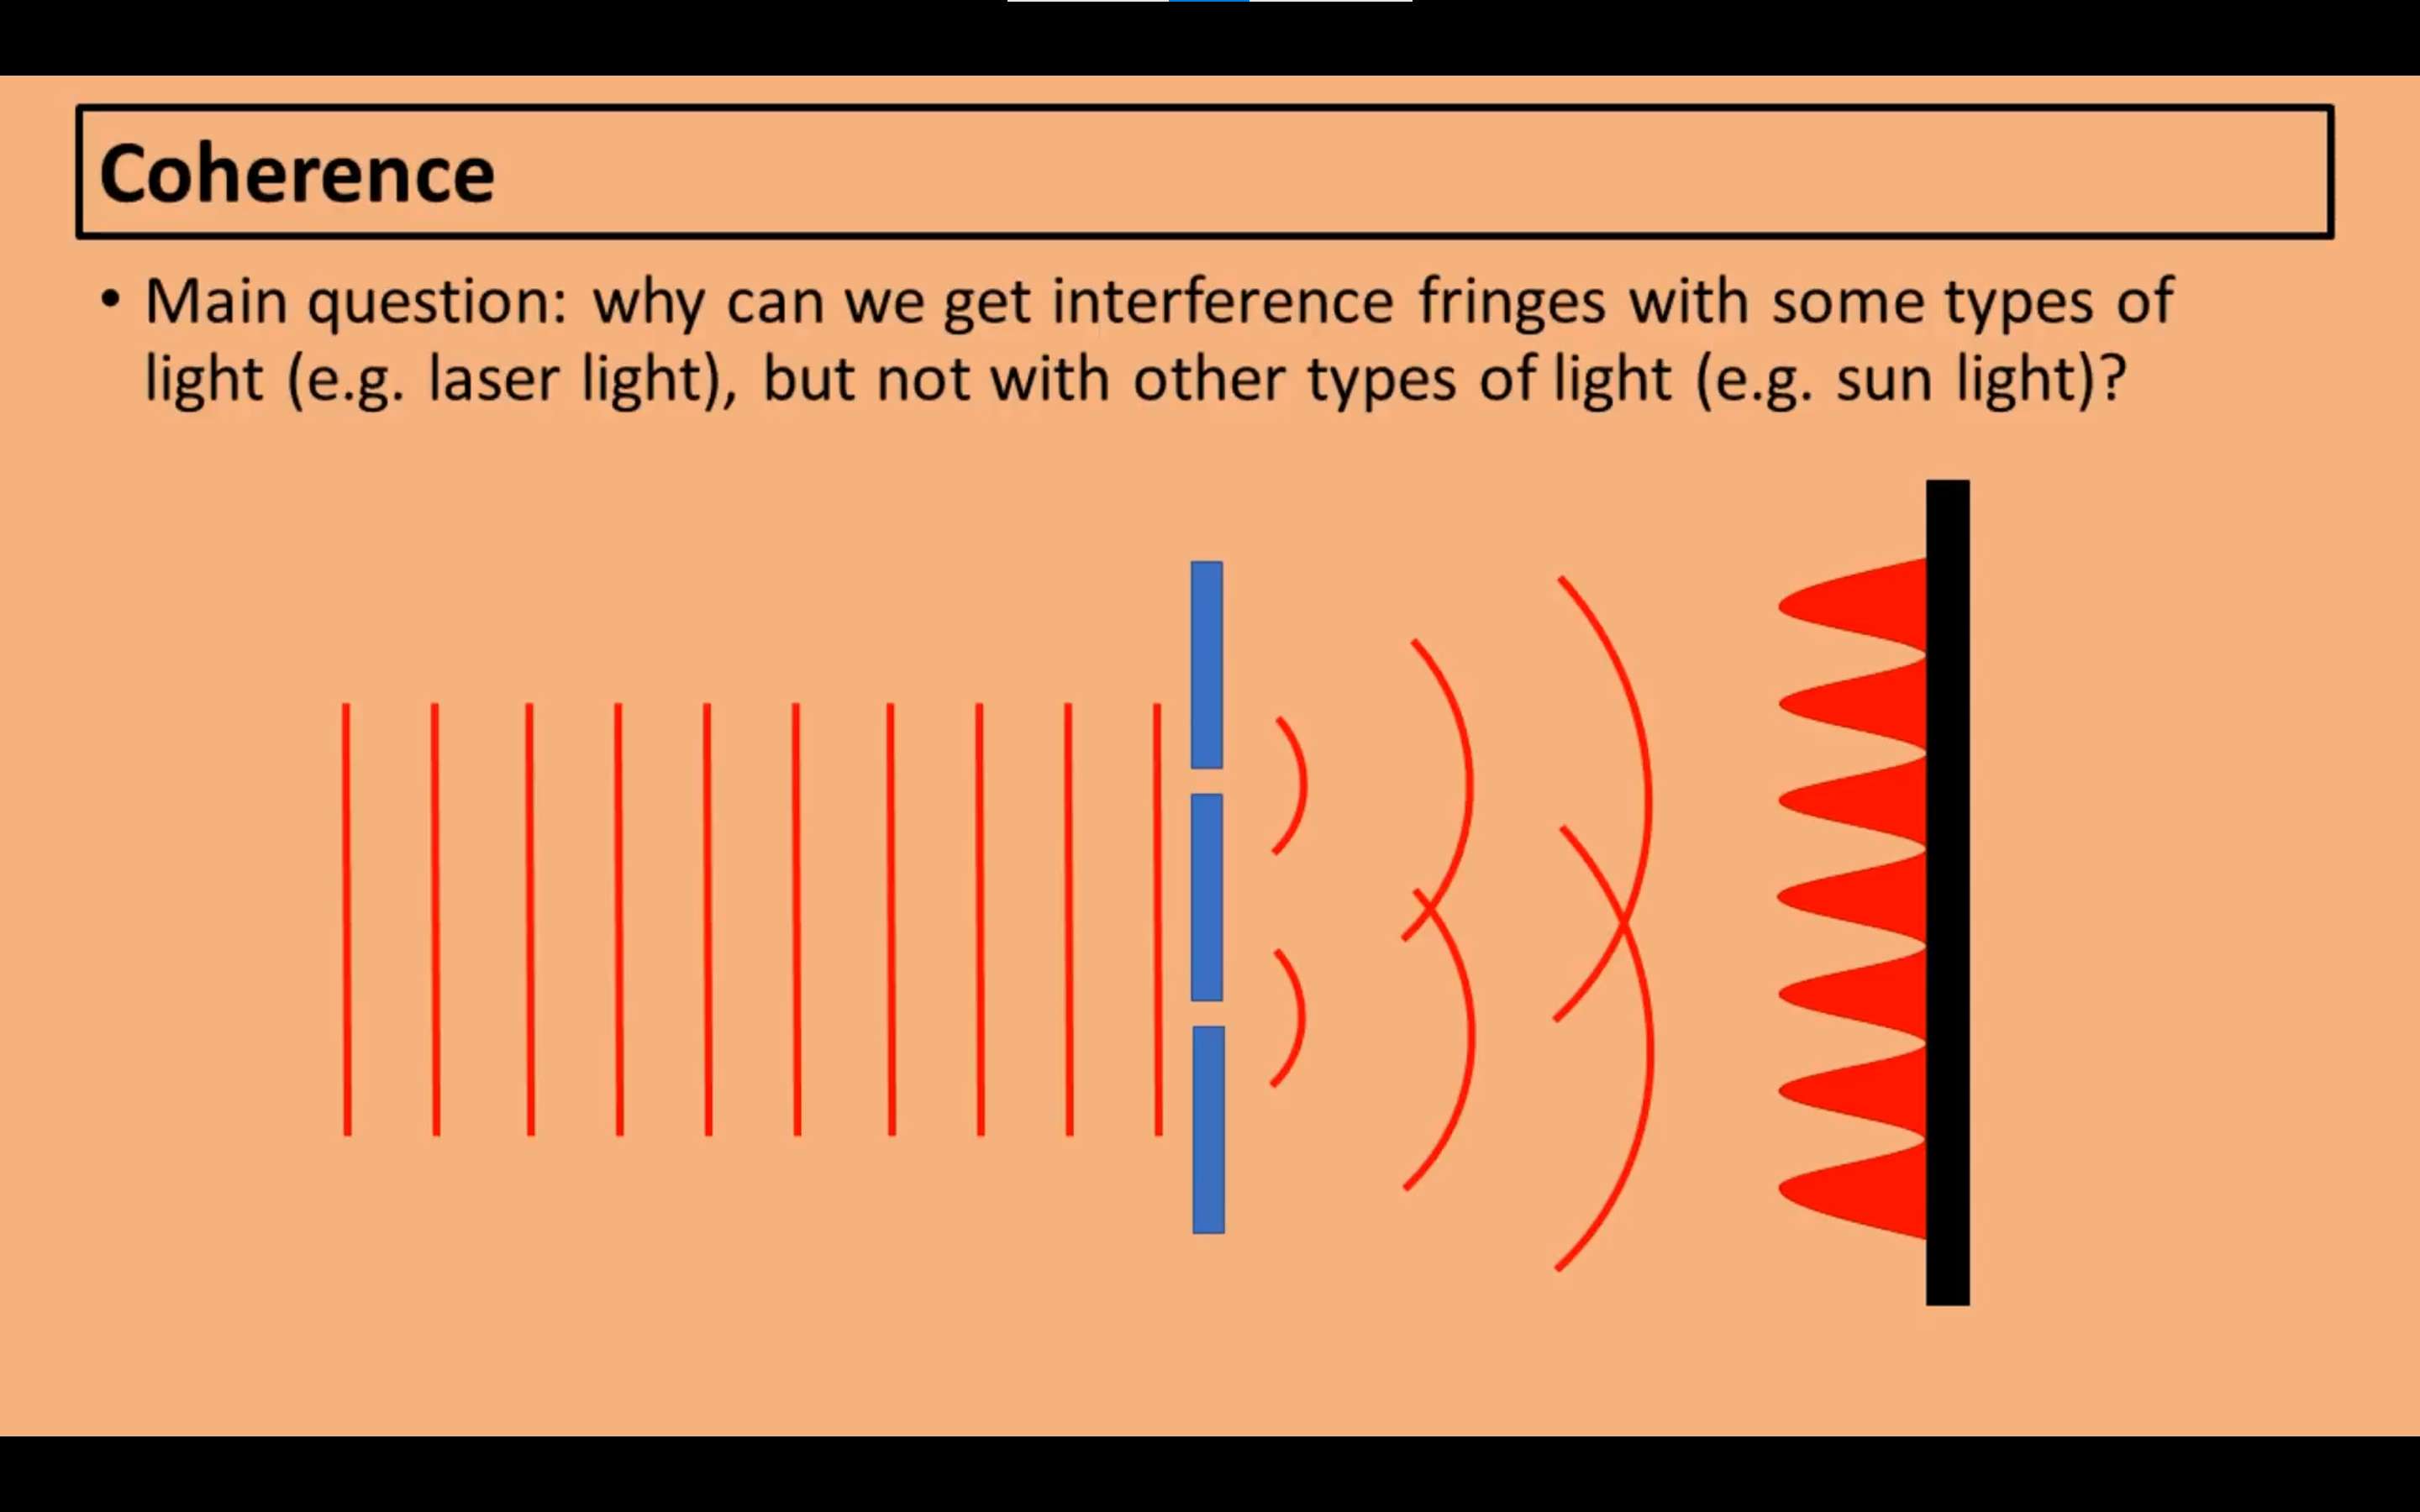 Coherence
• Main question: why can we get interference fringes with some types of
light (e.g. laser light), but not with other types of light (e.g. sun light)?